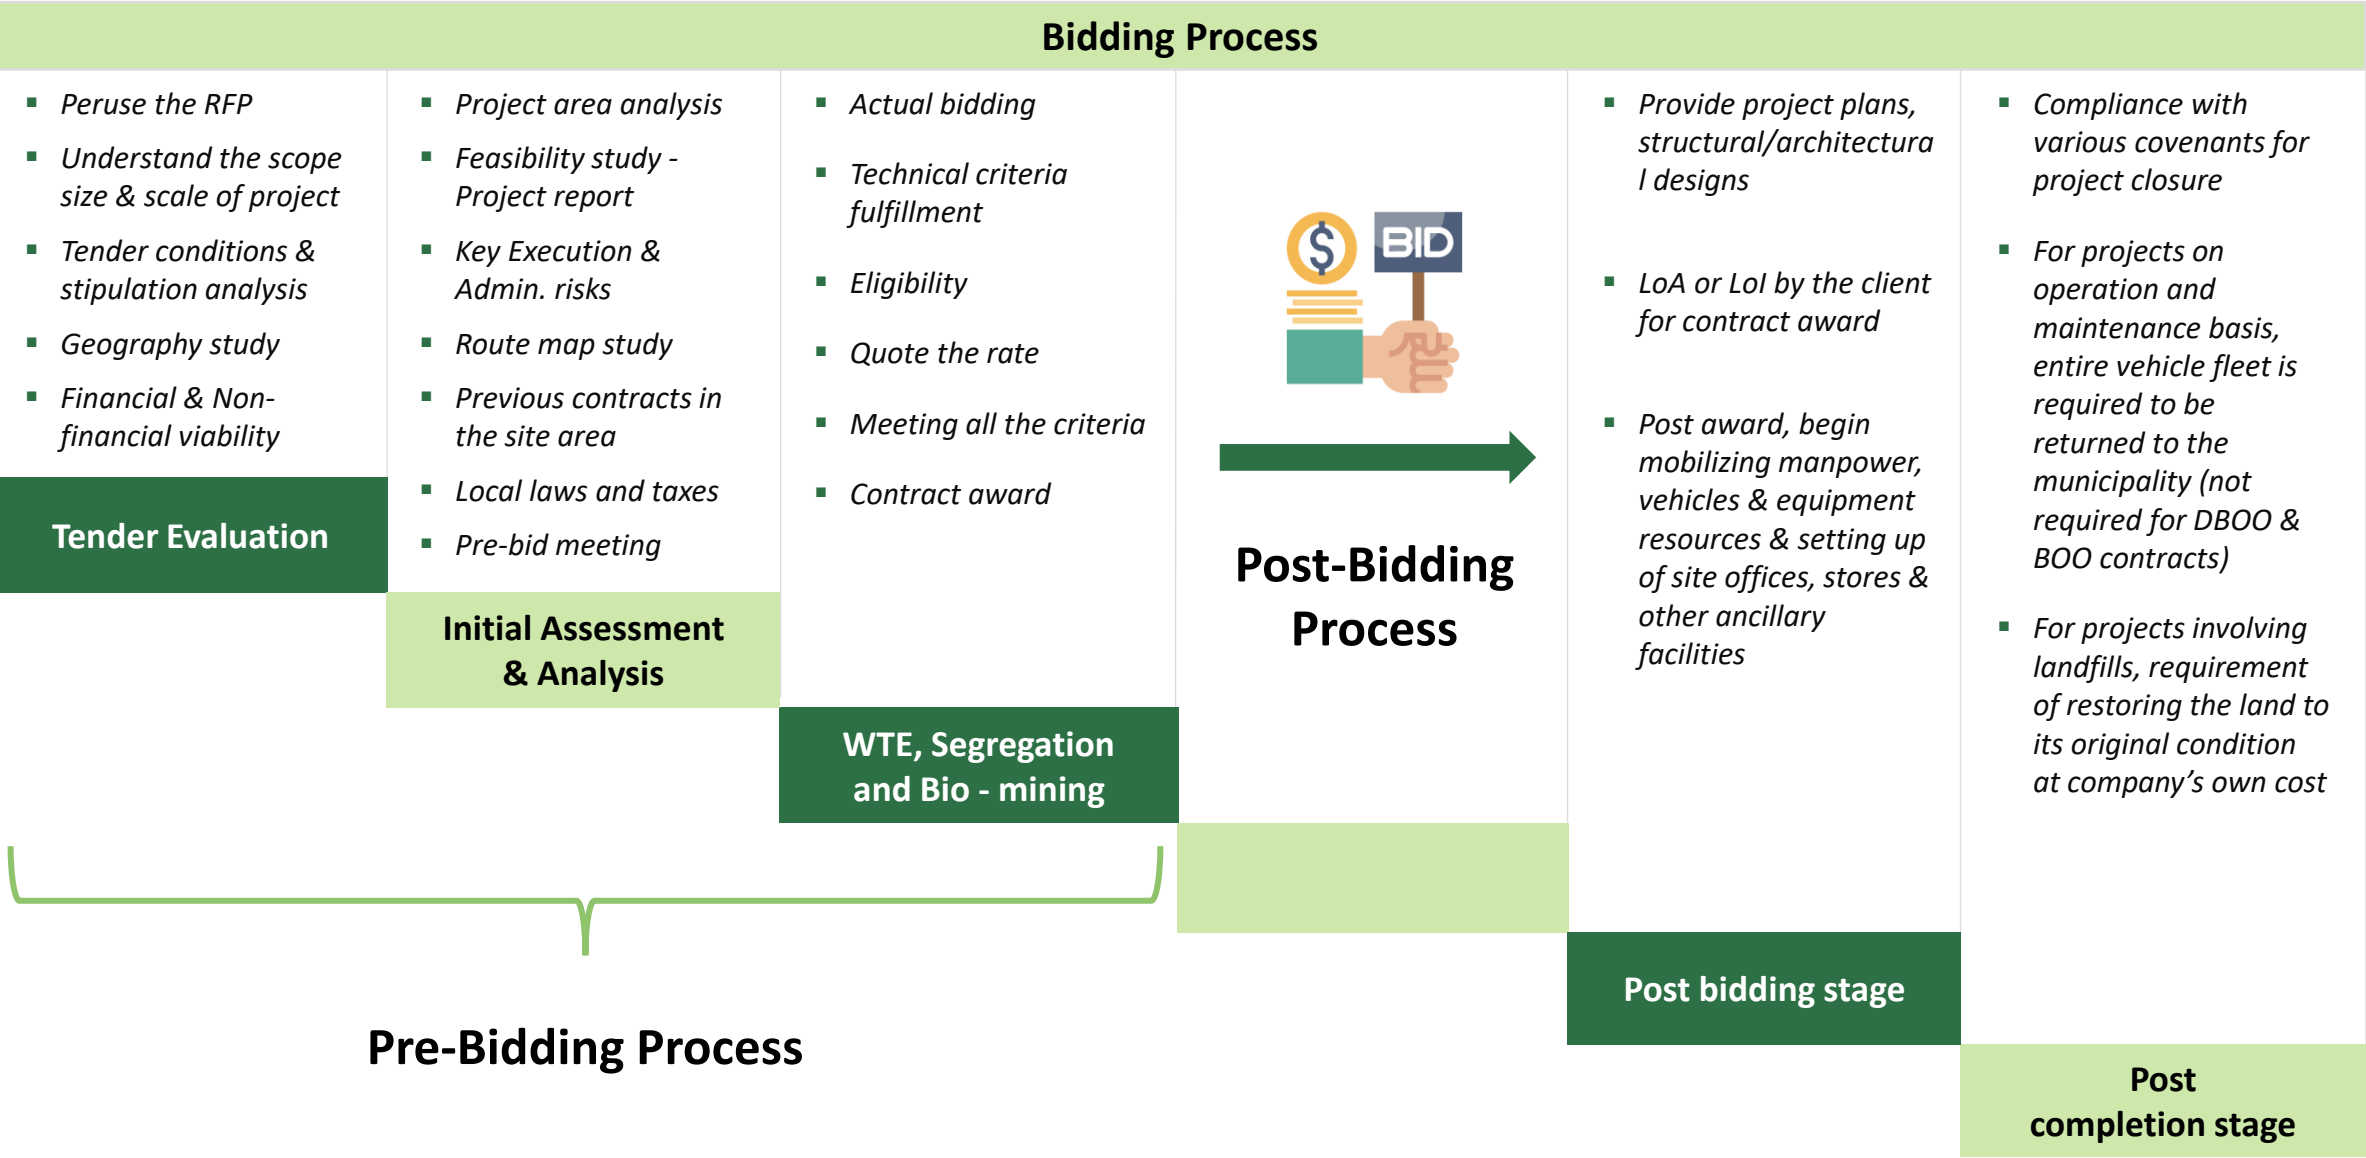 Bidding Process
Peruse the RFP
Understand the scope
size & scale of project
Tender conditions &
stipulation analysis
Geography study
Financial & Non-
financial viability
Tender Evaluation
Project area analysis
Feasibility study -
Project report
Key Execution &
Admin. risks
Route map study
Previous contracts in
the site area
Local laws and taxes
Pre-bid meeting
Initial Assessment
& Analysis
Actual bidding
Technical criteria
fulfillment
Eligibility
Quote the rate
Meeting all the criteria
Contract award
WTE, Segregation
and Bio - mining
Pre-Bidding Process
$
BID
Post-Bidding
Process
Provide project plans,
structural/architectura
l designs
LoA or LoI by the client
for contract award
Post award, begin
mobilizing manpower,
vehicles & equipment
resources & setting up
of site offices, stores &
other ancillary
facilities
Post bidding stage
Compliance with
various covenants for
project closure
For projects on
operation and
maintenance basis,
entire vehicle fleet is
required to be
returned to the
municipality (not
required for DBOO &
BOO contracts)
For projects involving
landfills, requirement
of restoring the land to
its original condition
at company’s own cost
Post
completion stage